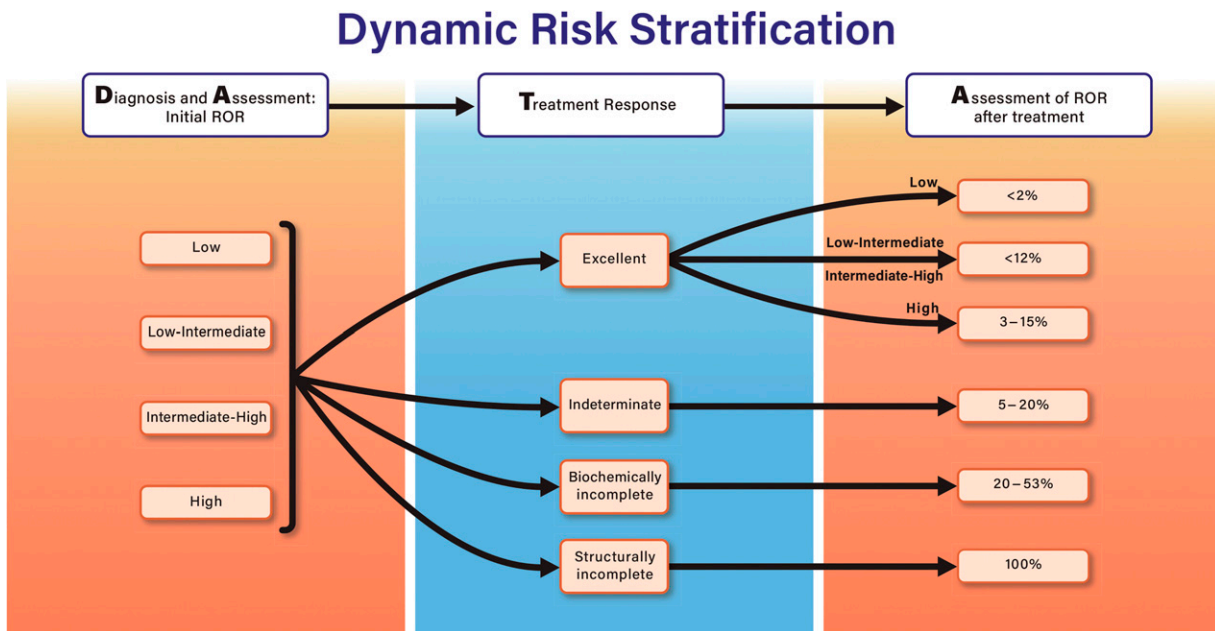 Dynamic Risk Stratification
Diagnosis and Assessment:
Initial ROR
Treatment Response
Assessment of ROR
after treatment
Low
Low-Intermediate
Intermediate-High
High
Excellent
Indeterminate
Biochemically
incomplete
Structurally
incomplete
Low
<2%
Low-Intermediate
Intermediate-High
<12%
High
3–15%
5–20%
20–53%
100%